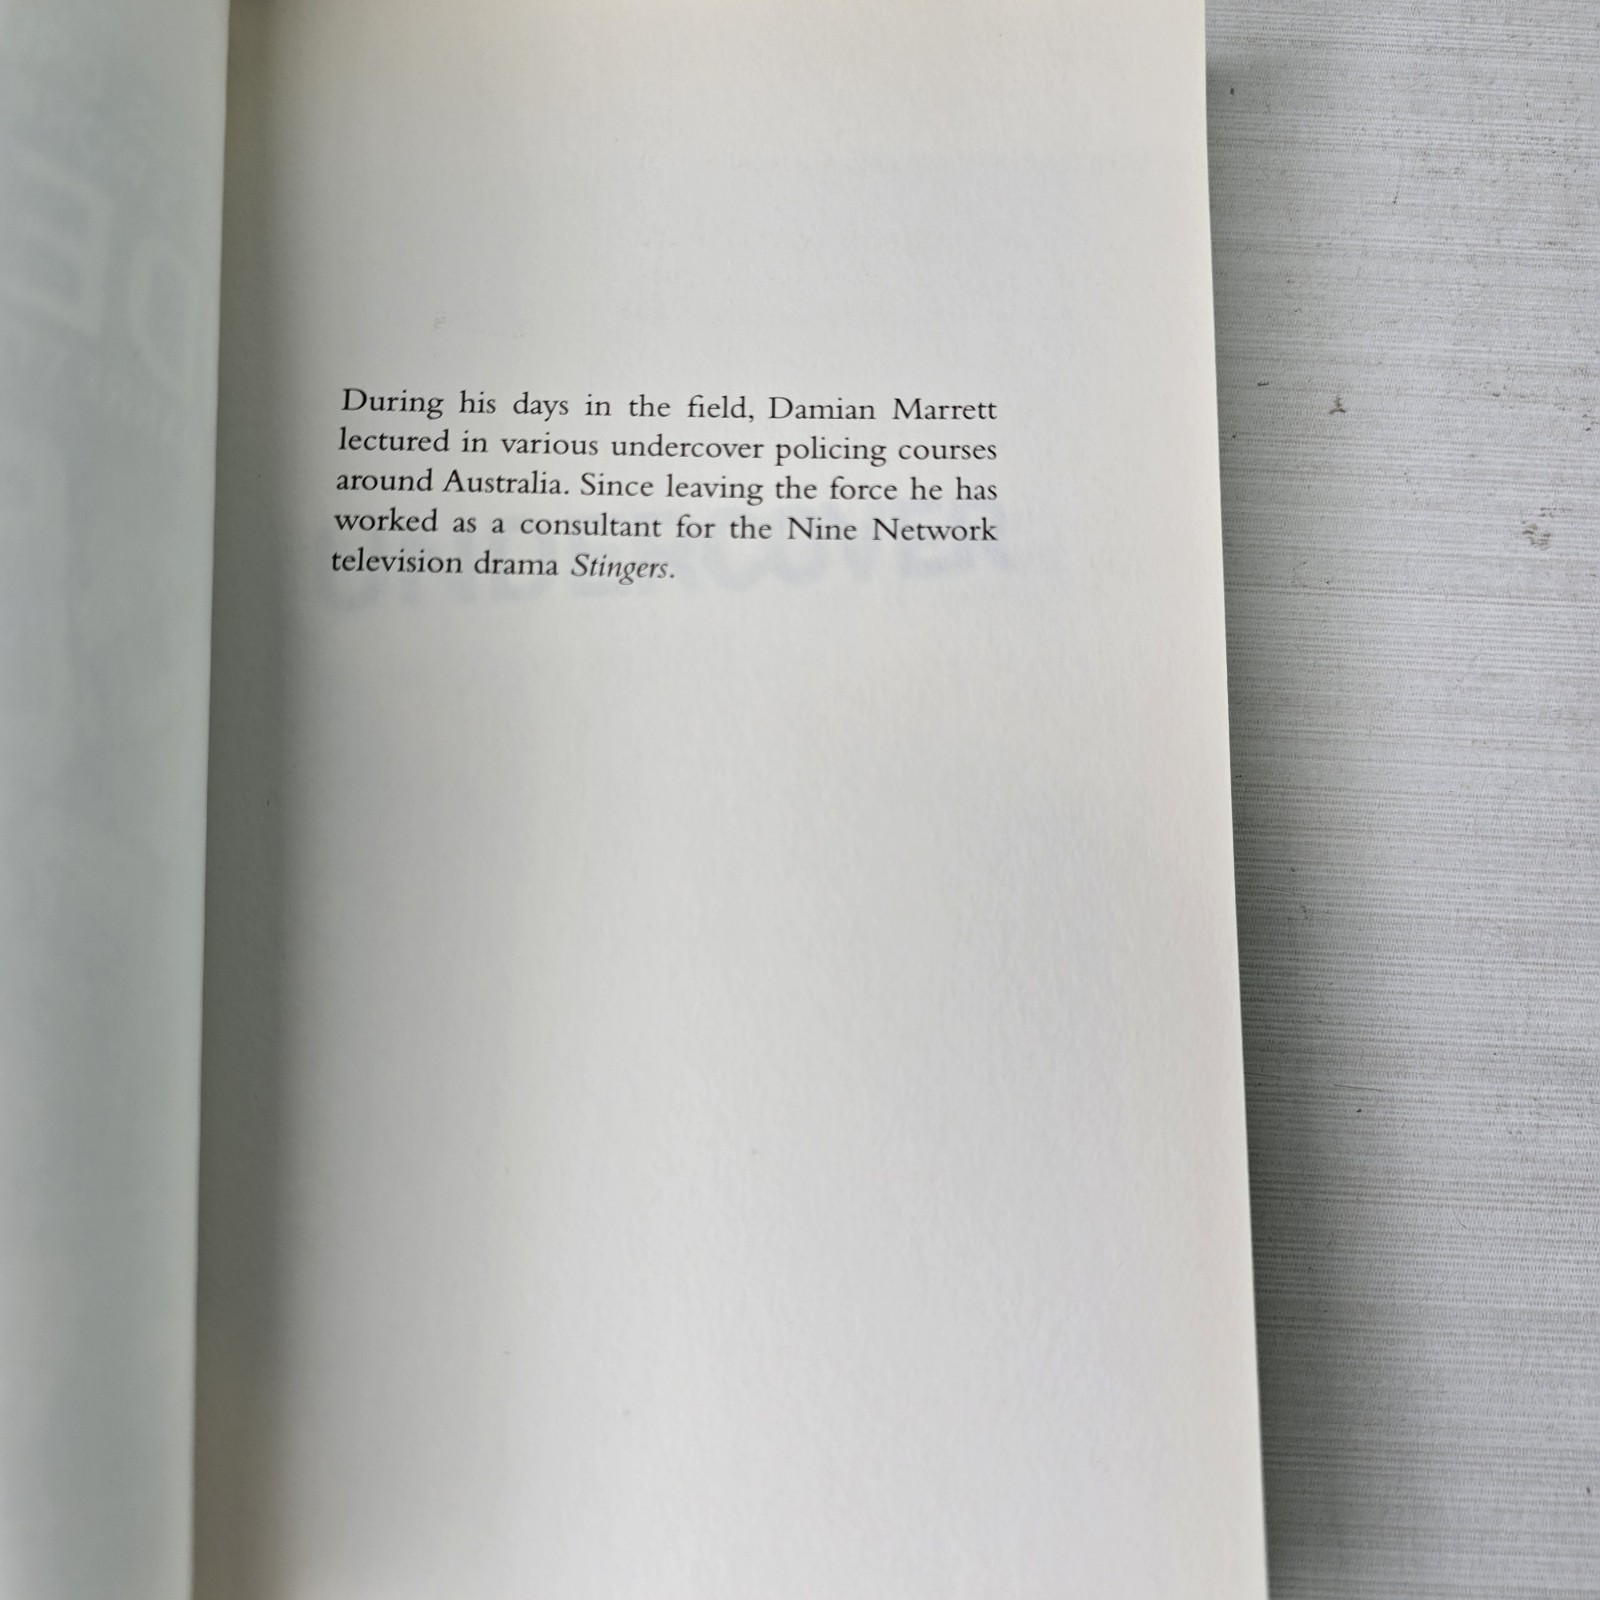 During his days in the field, Damian Marrett
lectured in various undercover policing courses
around Australia. Since leaving the force he has
worked as a consultant for the Nine Network
television drama Stingers.